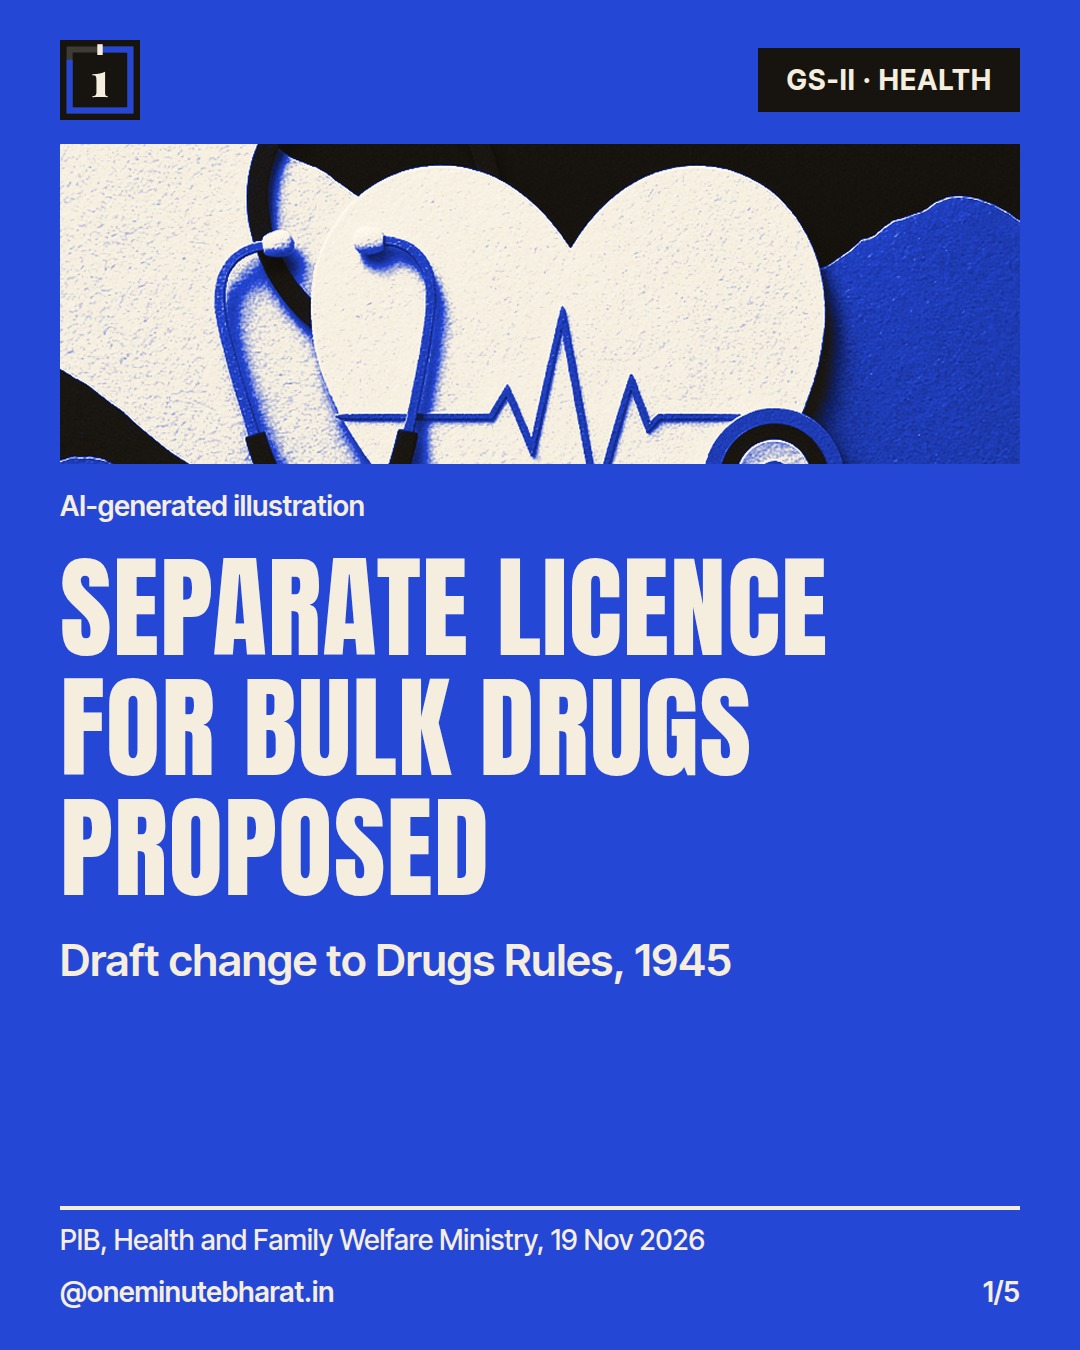 1
GS-II · HEALTH
AI-generated illustration
SEPARATE LICENCE
FOR BULK DRUGS
PROPOSED
Draft change to Drugs Rules, 1945
PIB, Health and Family Welfare Ministry, 19 Nov 2026
@oneminutebharat.in
1/5